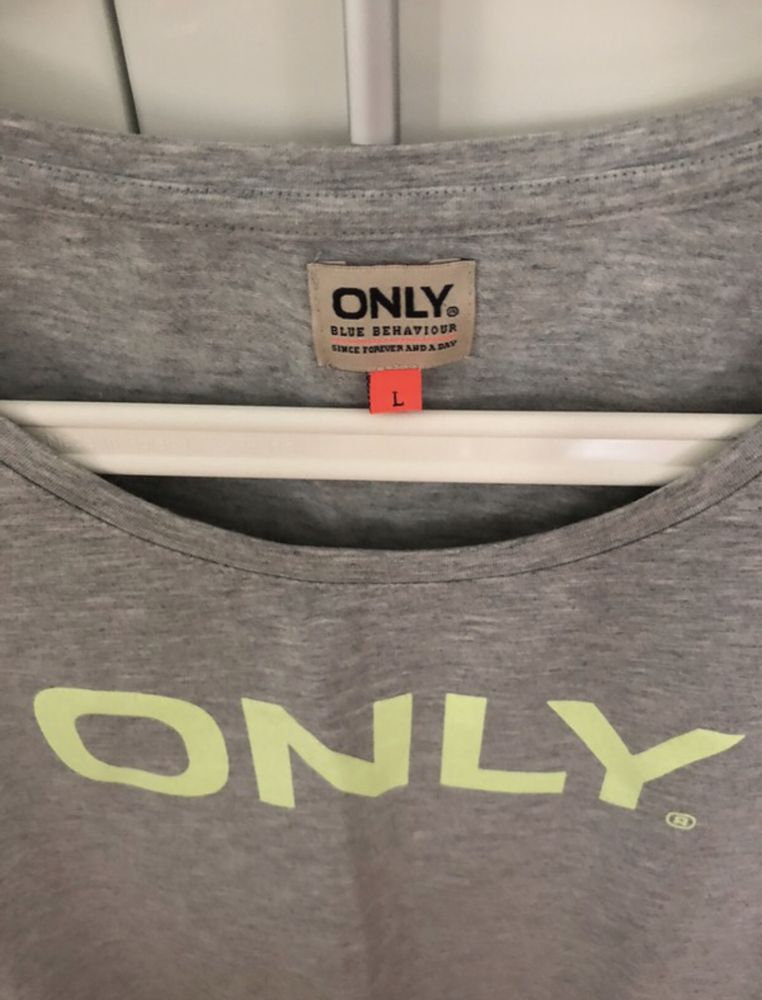 ONLY®
BLUE BEHAVIOUR
SINCE FOREVER AND A DAY
L
ONLY®